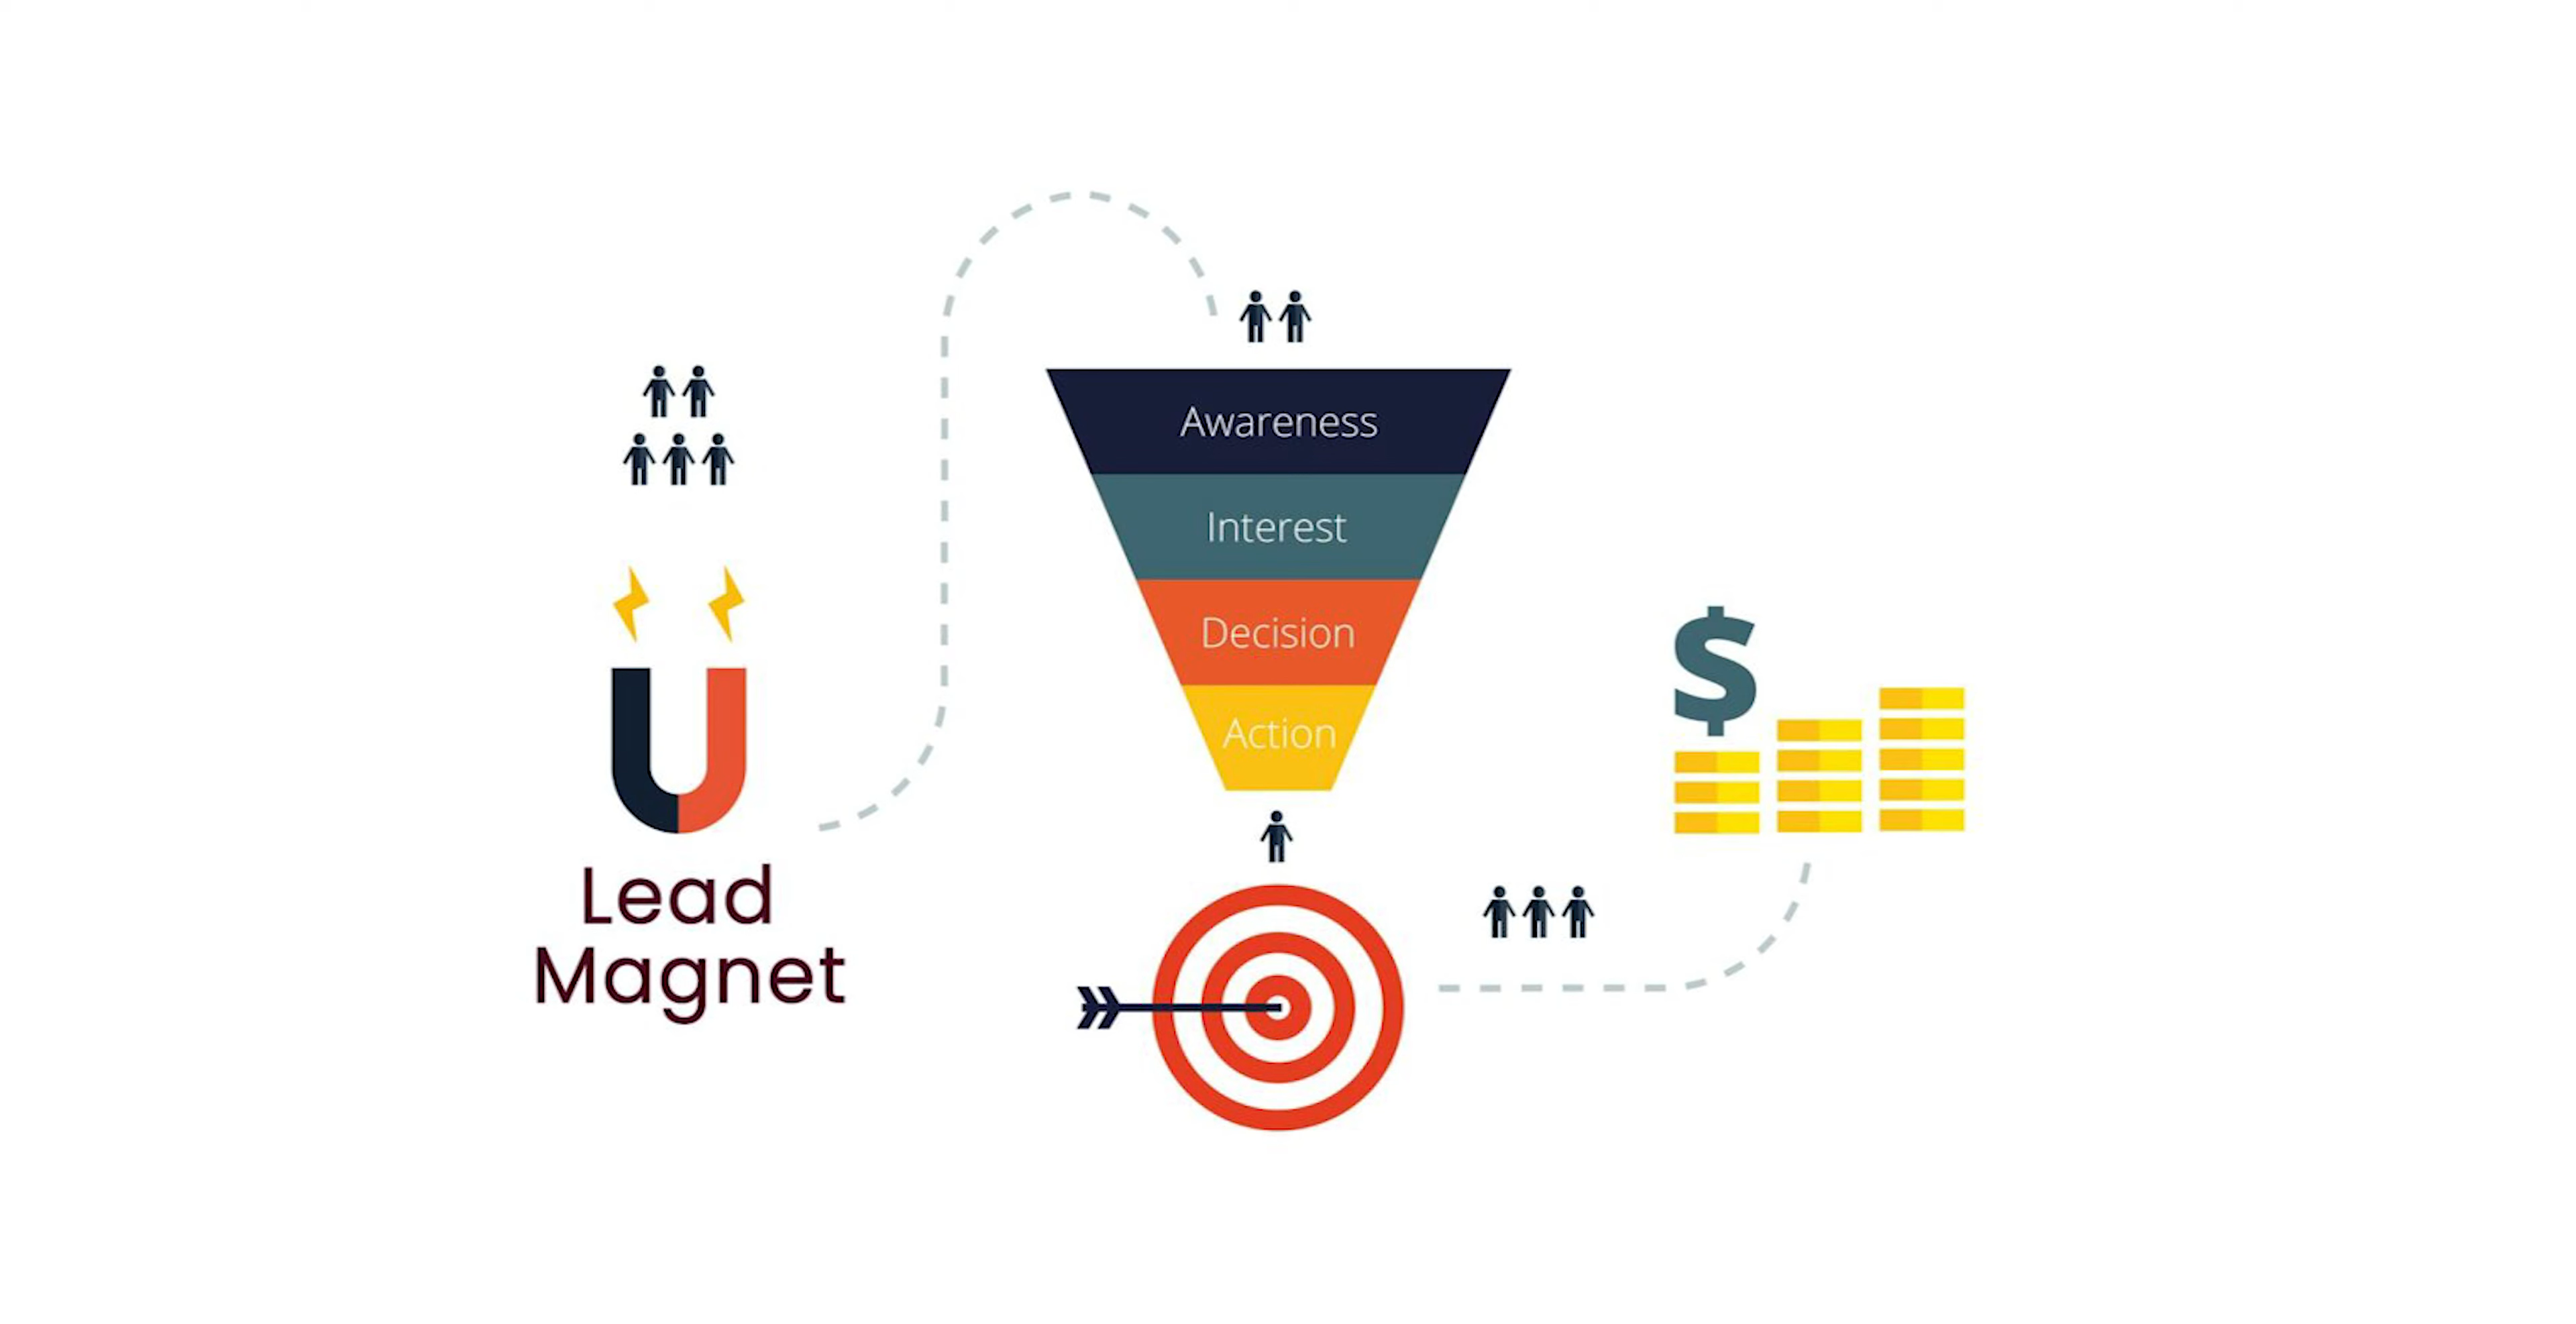 Awareness
Interest
Decision
Action
$
Lead
Magnet